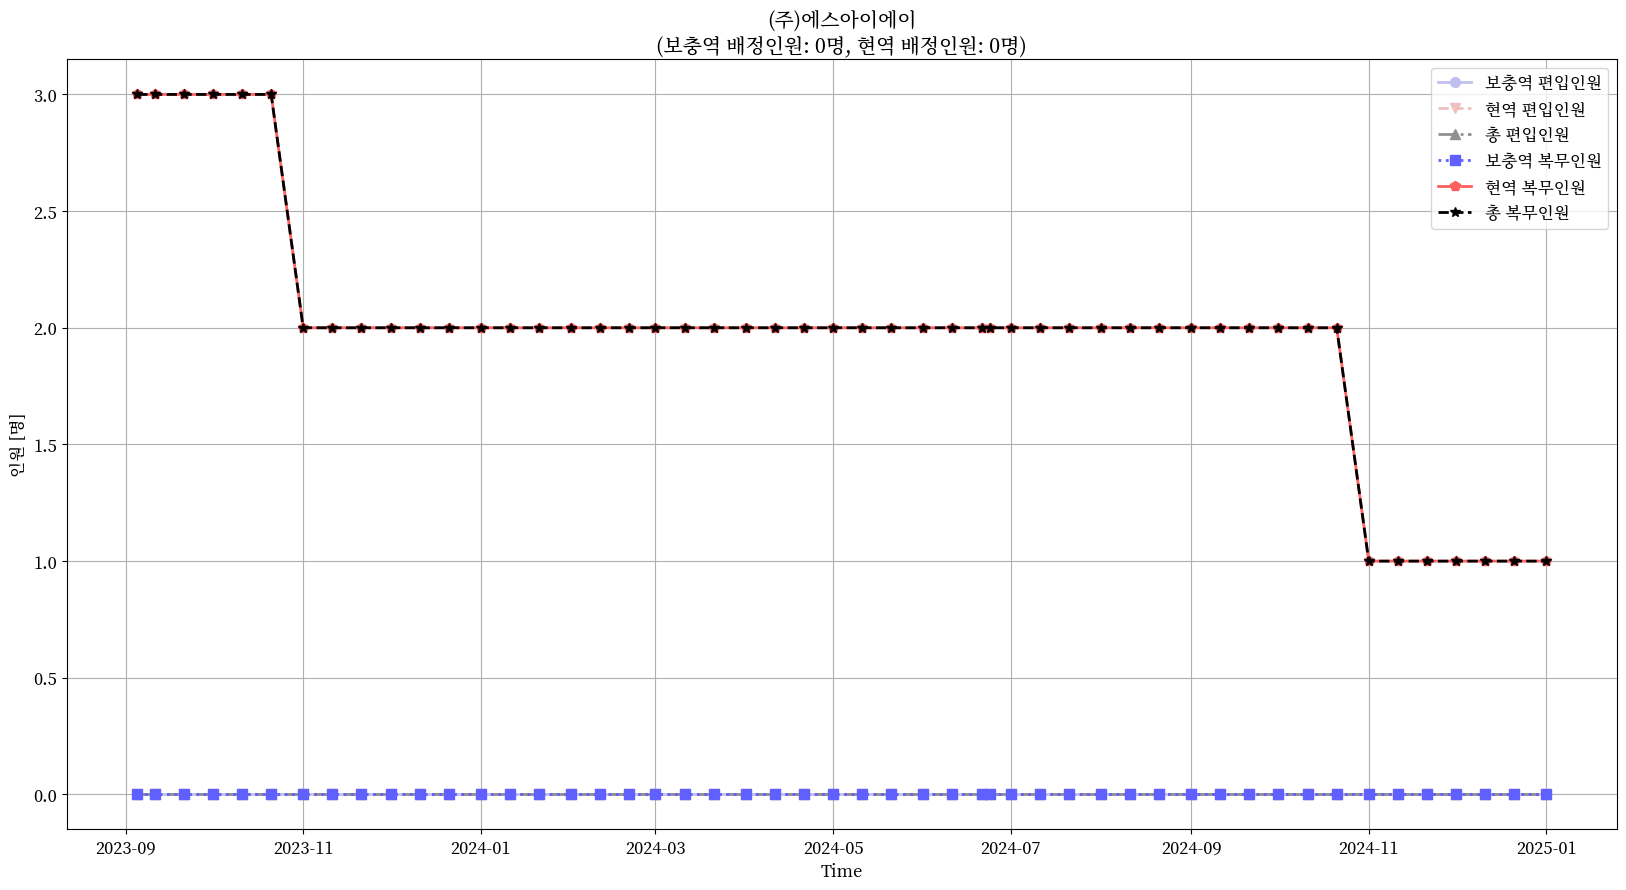 (주)에스아이에이
(보충역 배정인원: 0명, 현역 배정인원: 0명)
보충역 편입인원
현역 편입인원
총 편입인원
보충역 복무인원
현역 복무인원
총 복무인원
인원 [명]
3.0
2.5
2.0
1.5
1.0
0.5
0.0
2023-09
2023-11
2024-01
2024-03
2024-05
2024-07
2024-09
2024-11
2025-01
Time